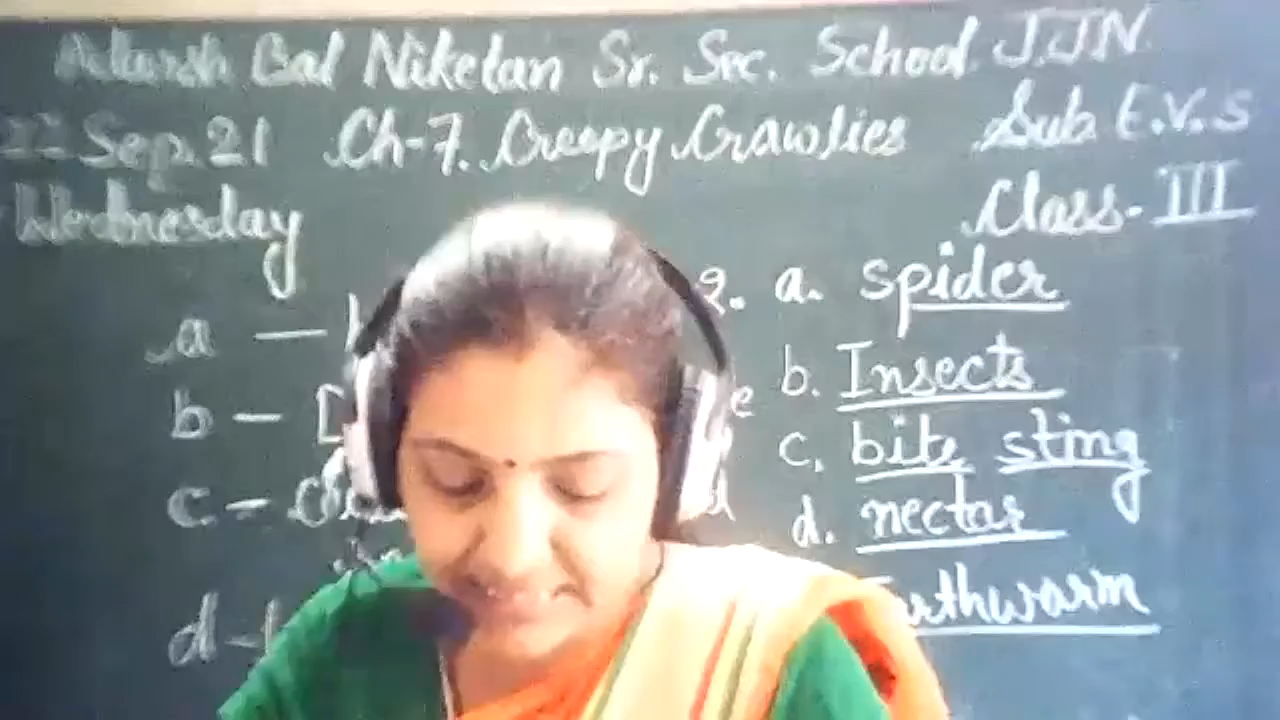 Adarsh Bal Niketan Sr. Sec. School JJN
22 Sep. 21 Ch-7. Creepy Crawlies Sub. E.V.S
Wednesday Class- III
a —
b —
c -
d -
2. a. spider
b. Insects
c. bite sting
d. nectar
arthwarm